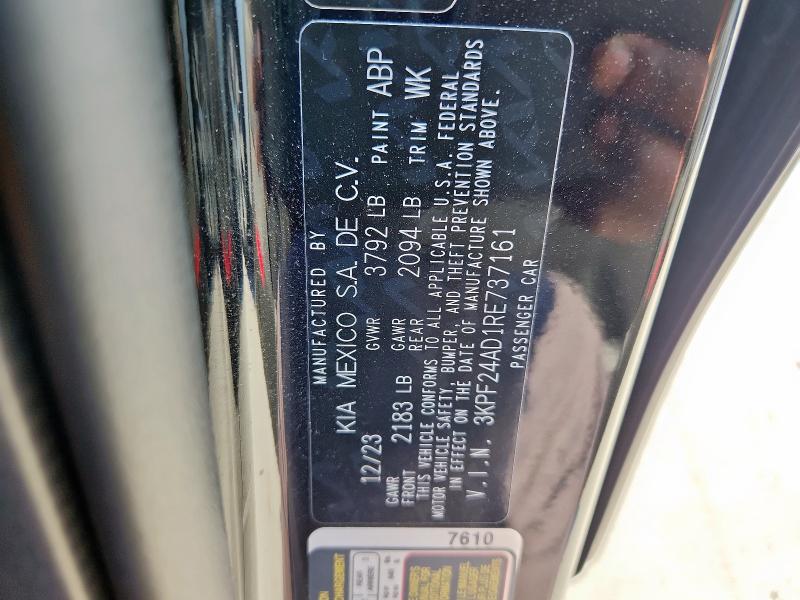 MANUFACTURED BY
KIA MEXICO S.A. DE C.V.
12/23 GVWR 3792 LB PAINT ABP
GAWR FRONT 2183 LB GAWR REAR 2094 LB TRIM WK
THIS VEHICLE CONFORMS TO ALL APPLICABLE U.S.A. FEDERAL
MOTOR VEHICLE SAFETY, BUMPER, AND THEFT PREVENTION STANDARDS
IN EFFECT ON THE DATE OF MANUFACTURE SHOWN ABOVE.
V.I.N. 3KPF24AD1RE737161
PASSENGER CAR
7610
REAR
ARRIERE